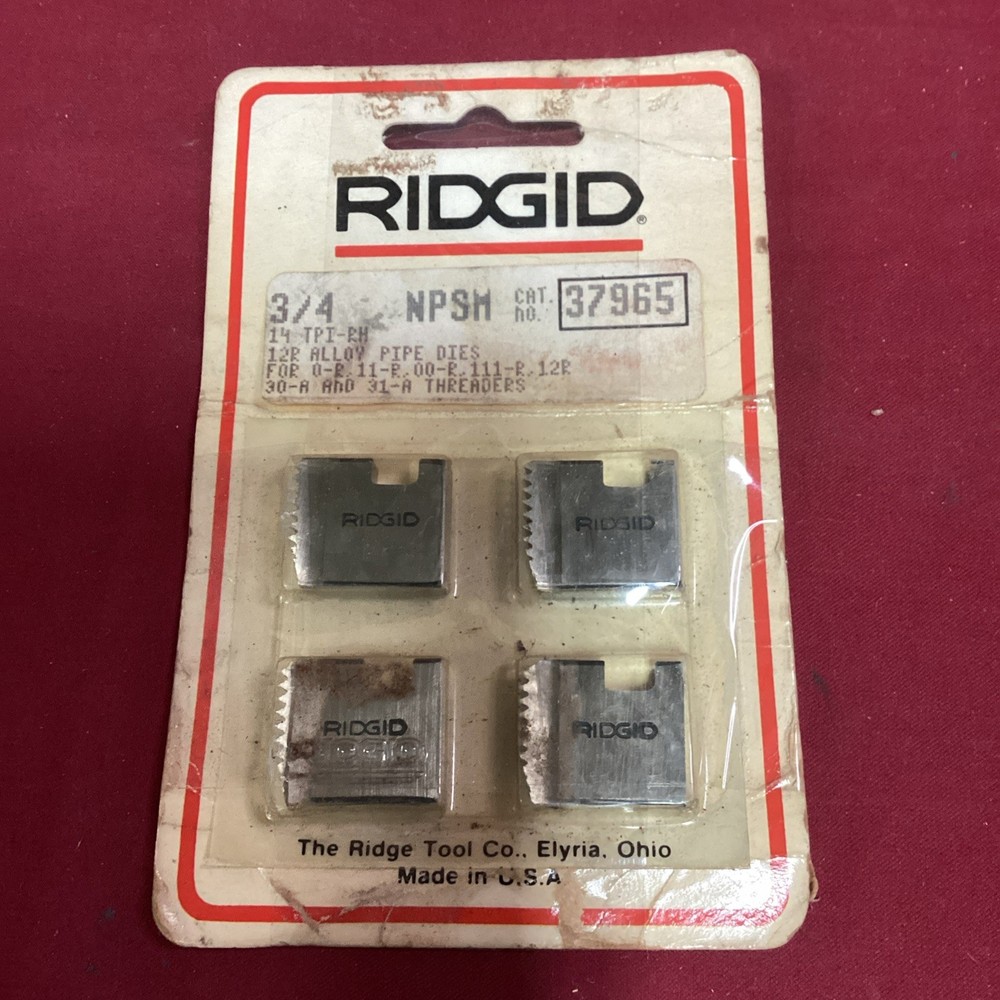 RIDGID®
3/4 NPSM CAT. no. 37965
14 TPI-RH
12R ALLOY PIPE DIES
FOR O-R,11-R,00-R,111-R,12R
30-A AND 31-A THREADERS
RIDGID
RIDGID
RIDGID
RIDGID
The Ridge Tool Co., Elyria, Ohio
Made in U.S.A